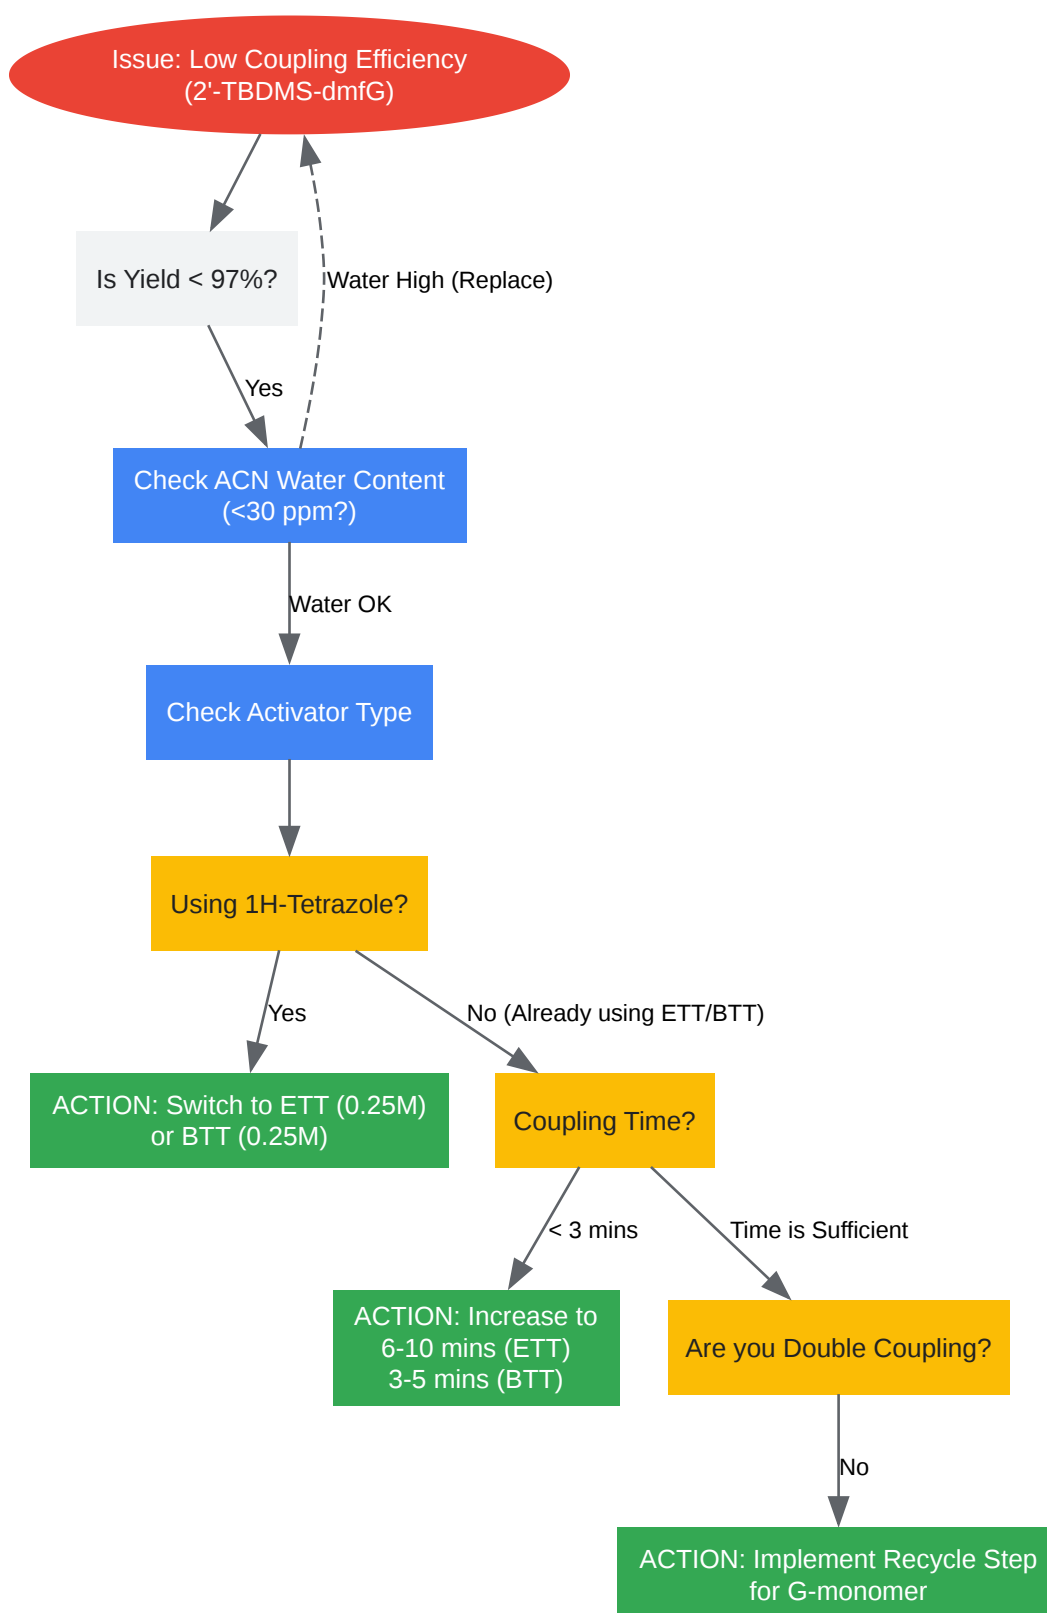 Issue: Low Coupling Efficiency
(2'-TBDMS-dmfG)
Is Yield < 97%?
Water High (Replace)
Yes
Check ACN Water Content
(<30 ppm?)
Water OK
Check Activator Type
Using 1H-Tetrazole?
Yes
No (Already using ETT/BTT)
ACTION: Switch to ETT (0.25M)
or BTT (0.25M)
Coupling Time?
< 3 mins
Time is Sufficient
ACTION: Increase to
6-10 mins (ETT)
3-5 mins (BTT)
Are you Double Coupling?
No
ACTION: Implement Recycle Step
for G-monomer